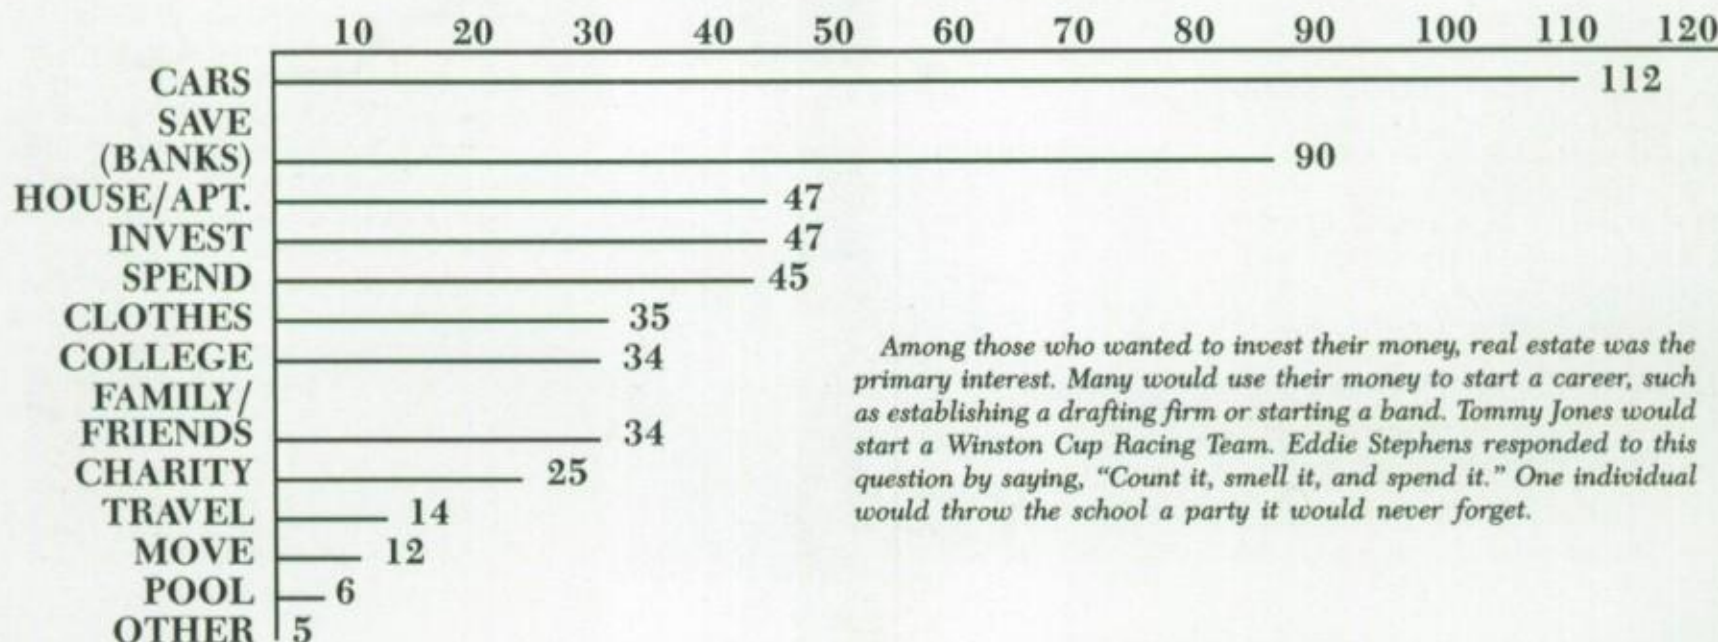 10 20 30 40 50 60 70 80 90 100 110 120
CARS 112
SAVE
(BANKS) 90
HOUSE/APT. 47
INVEST 47
SPEND 45
CLOTHES 35
COLLEGE 34
FAMILY/
FRIENDS 34
CHARITY 25
TRAVEL 14
MOVE 12
POOL 6
OTHER 5
Among those who wanted to invest their money, real estate was the
primary interest. Many would use their money to start a career, such
as establishing a drafting firm or starting a band. Tommy Jones would
start a Winston Cup Racing Team. Eddie Stephens responded to this
question by saying, “Count it, smell it, and spend it.” One individual
would throw the school a party it would never forget.